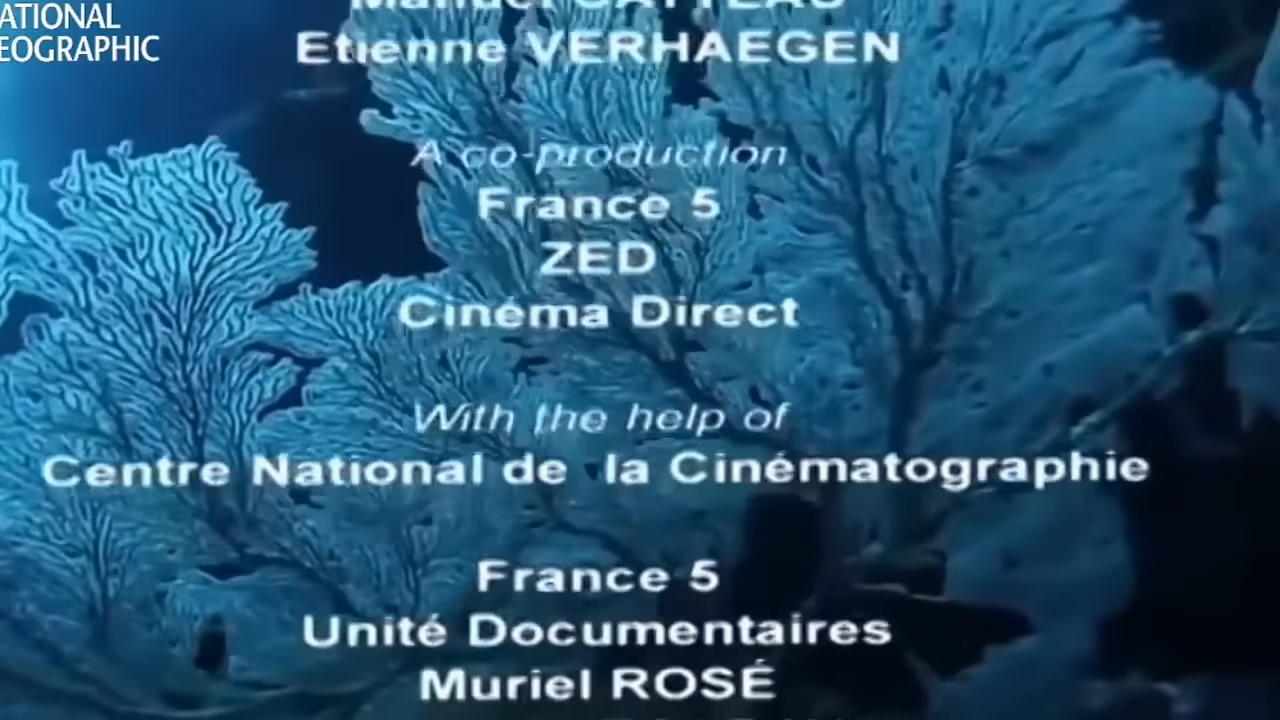 ATIONAL
EOGRAPHIC
Etienne VERHAEGEN
A co-production
France 5
ZED
Cinéma Direct
With the help of
Centre National de la Cinématographie
France 5
Unité Documentaires
Muriel ROSÉ